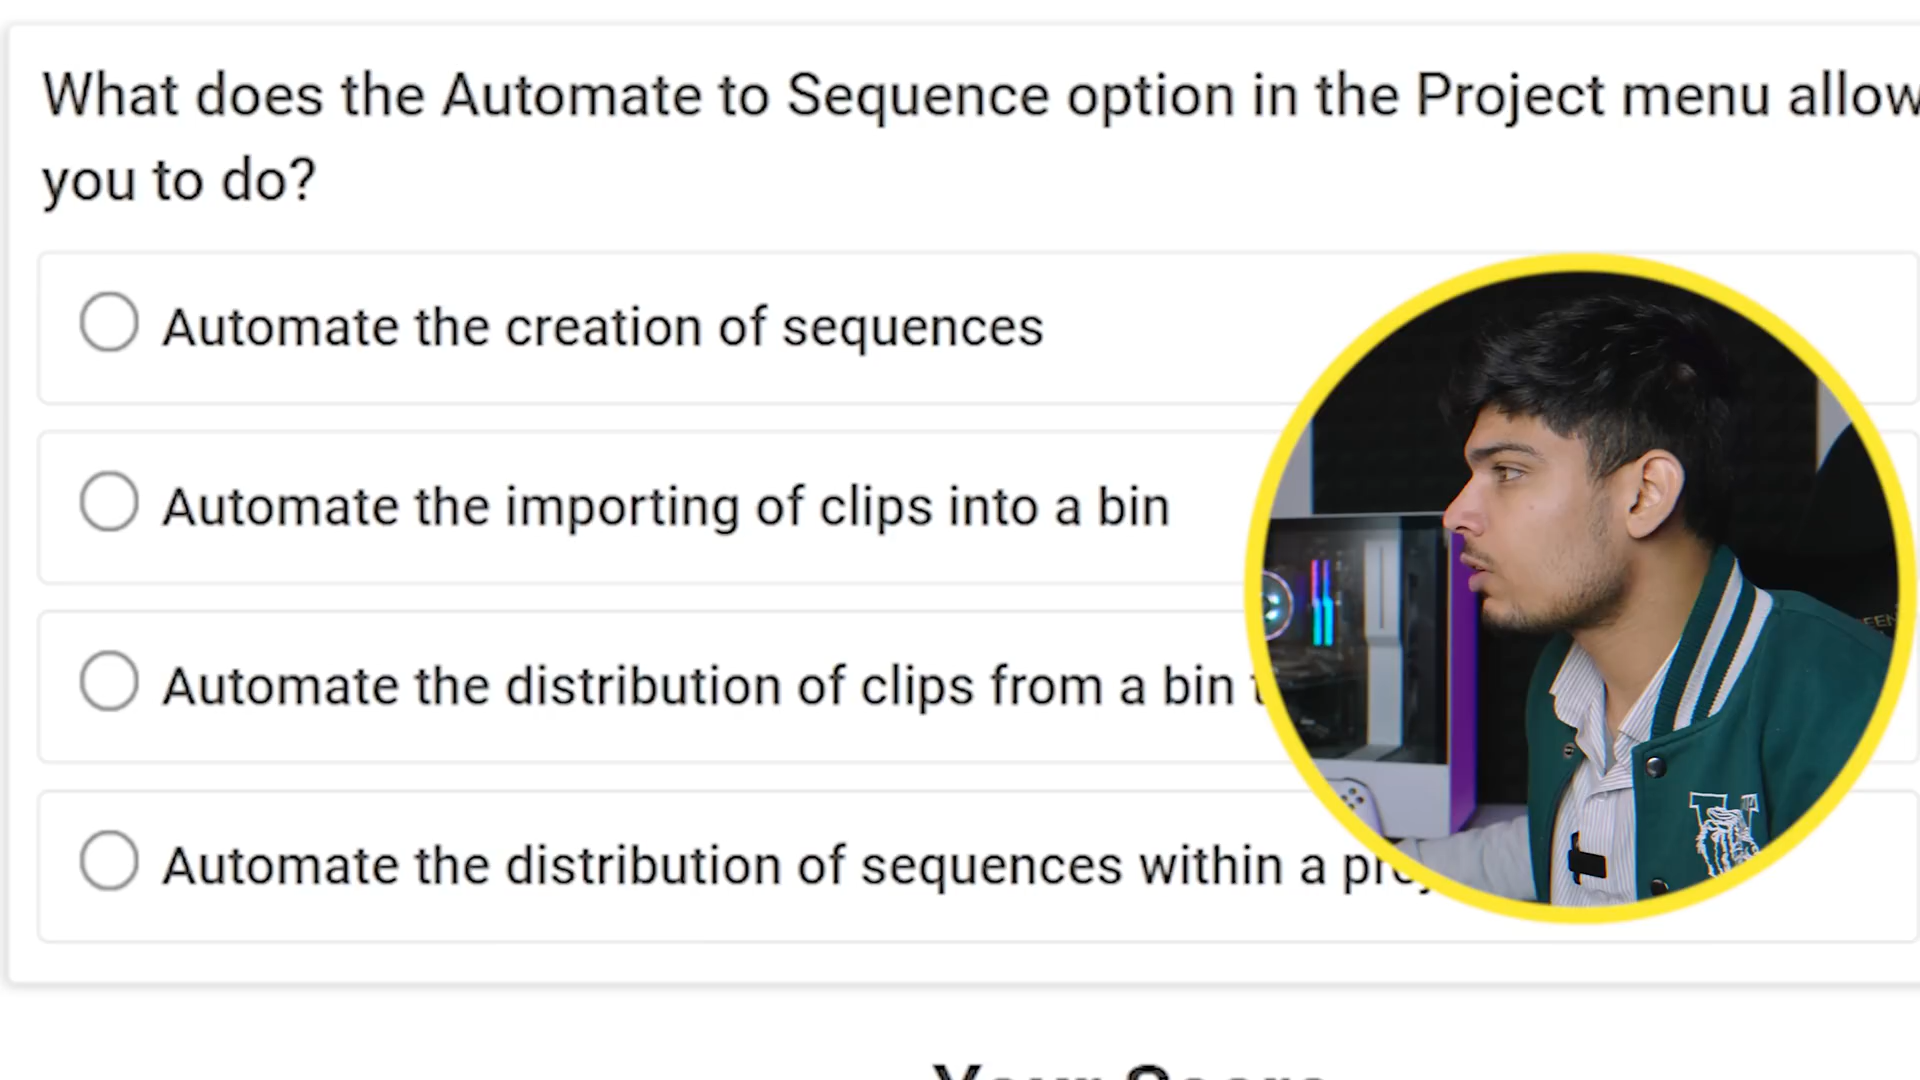 What does the Automate to Sequence option in the Project menu allow
you to do?
Automate the creation of sequences
Automate the importing of clips into a bin
Automate the distribution of clips from a bin
Automate the distribution of sequences within a